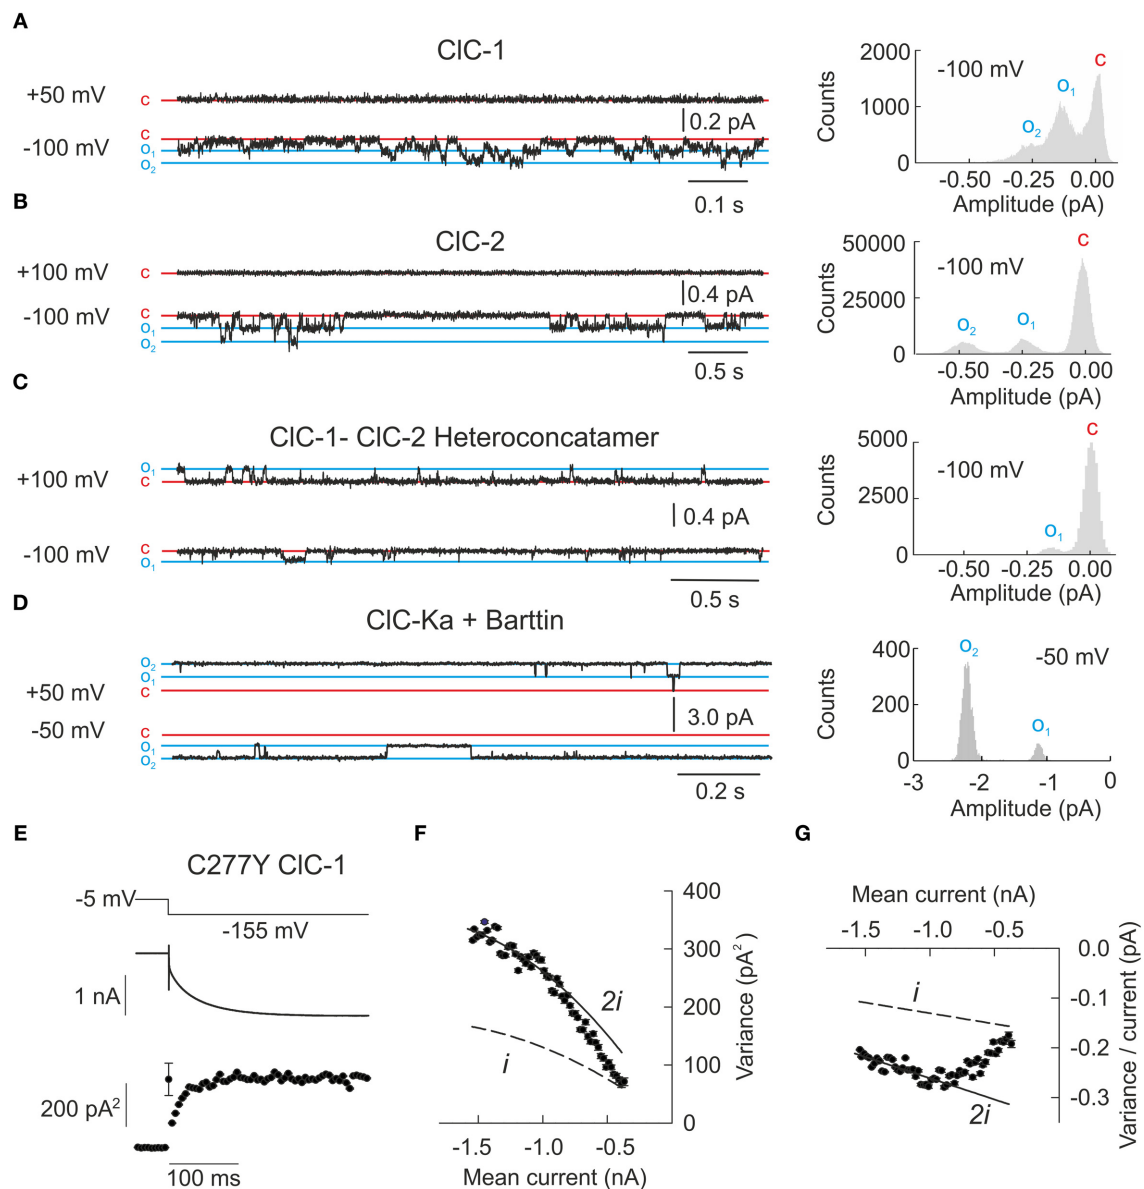 A
ClC-1
+50 mV
c
0.2 pA
-100 mV
c
o1
o2
0.1 s
2000
1000
0
Counts
-100 mV
o2
o1
c
-0.50
-0.25
0.00
Amplitude (pA)
B
ClC-2
+100 mV
c
0.4 pA
-100 mV
c
o1
o2
0.5 s
50000
25000
0
Counts
-100 mV
o2
o1
c
-0.50
-0.25
0.00
Amplitude (pA)
C
ClC-1- ClC-2 Heteroconcatamer
+100 mV
o1
c
0.4 pA
-100 mV
c
o1
0.5 s
5000
2500
0
Counts
-100 mV
o1
c
-0.50
-0.25
0.00
Amplitude (pA)
D
ClC-Ka + Barttin
o2
o1
+50 mV
c
3.0 pA
-50 mV
c
o1
o2
0.2 s
400
200
0
Counts
o2
-50 mV
o1
-3
-2
-1
0
Amplitude (pA)
E
C277Y ClC-1
-5 mV
-155 mV
1 nA
200 pA²
100 ms
F
400
300
200
100
0
Variance (pA²)
2i
i
-1.5
-1.0
-0.5
Mean current (nA)
G
Mean current (nA)
-1.5
-1.0
-0.5
0.0
-0.1
-0.2
-0.3
Variance / current (pA)
i
2i